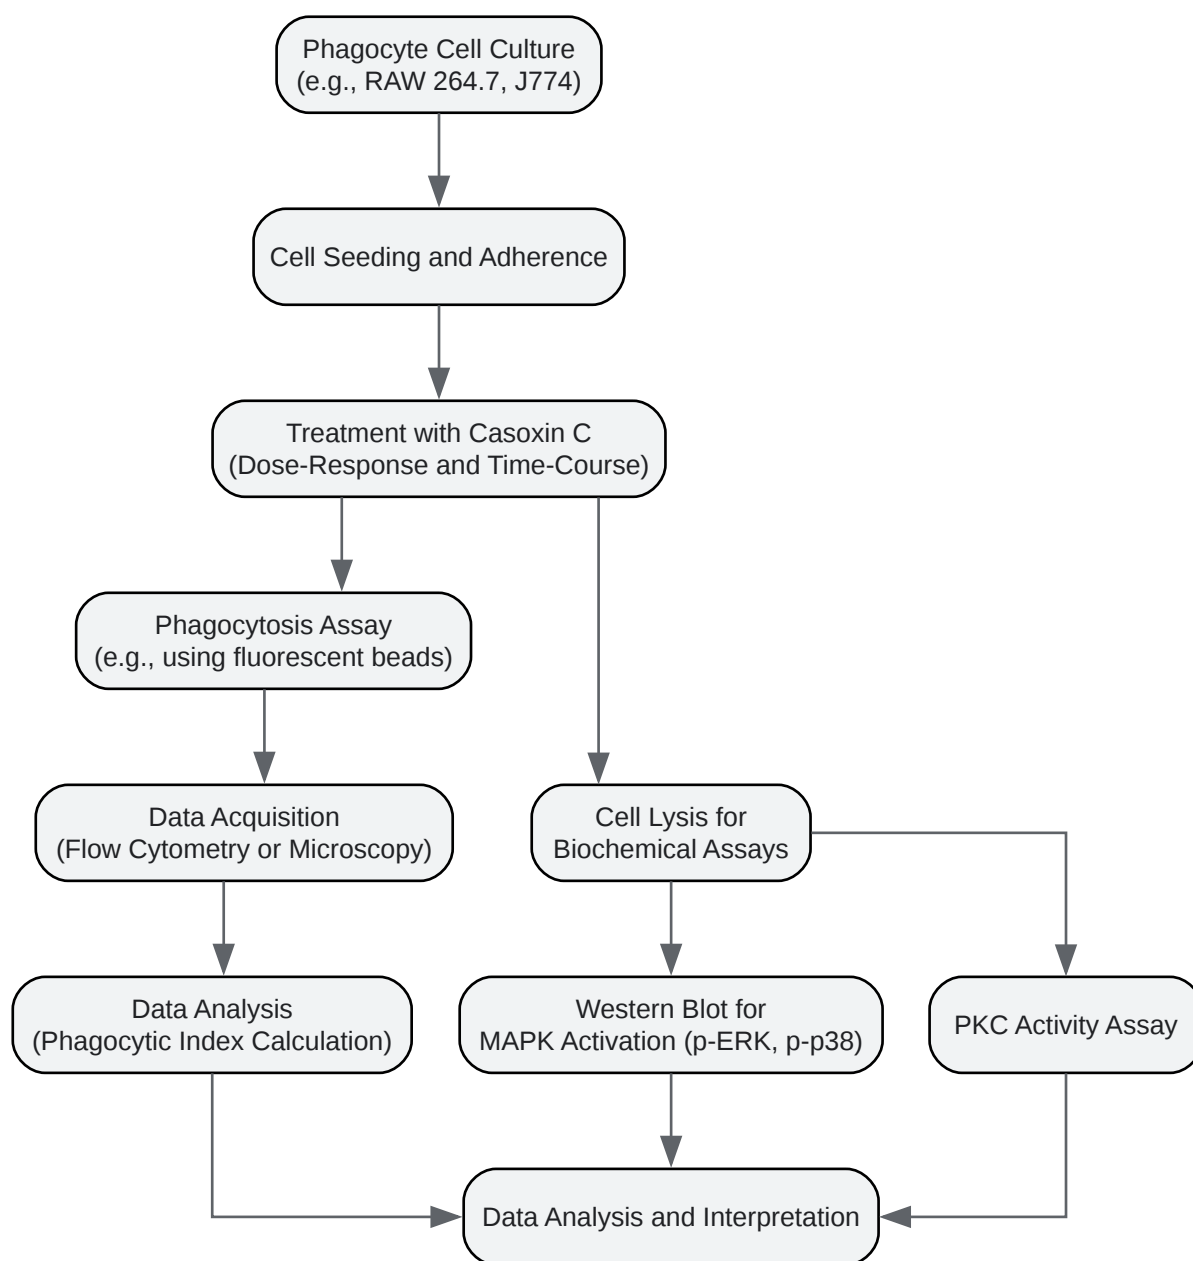 Phagocyte Cell Culture
(e.g., RAW 264.7, J774)
Cell Seeding and Adherence
Treatment with Casoxin C
(Dose-Response and Time-Course)
Phagocytosis Assay
(e.g., using fluorescent beads)
Data Acquisition
(Flow Cytometry or Microscopy)
Cell Lysis for
Biochemical Assays
Data Analysis
(Phagocytic Index Calculation)
Western Blot for
MAPK Activation (p-ERK, p-p38)
PKC Activity Assay
Data Analysis and Interpretation